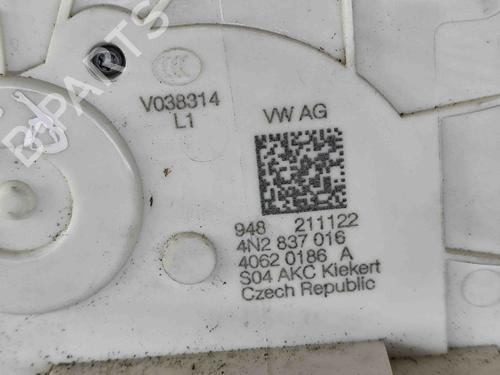 V038314
L1
VW AG
948 211122
4N2 837 016
4062 0186 A
S04 AKC Kiekert
Czech Republic
B-PARTS